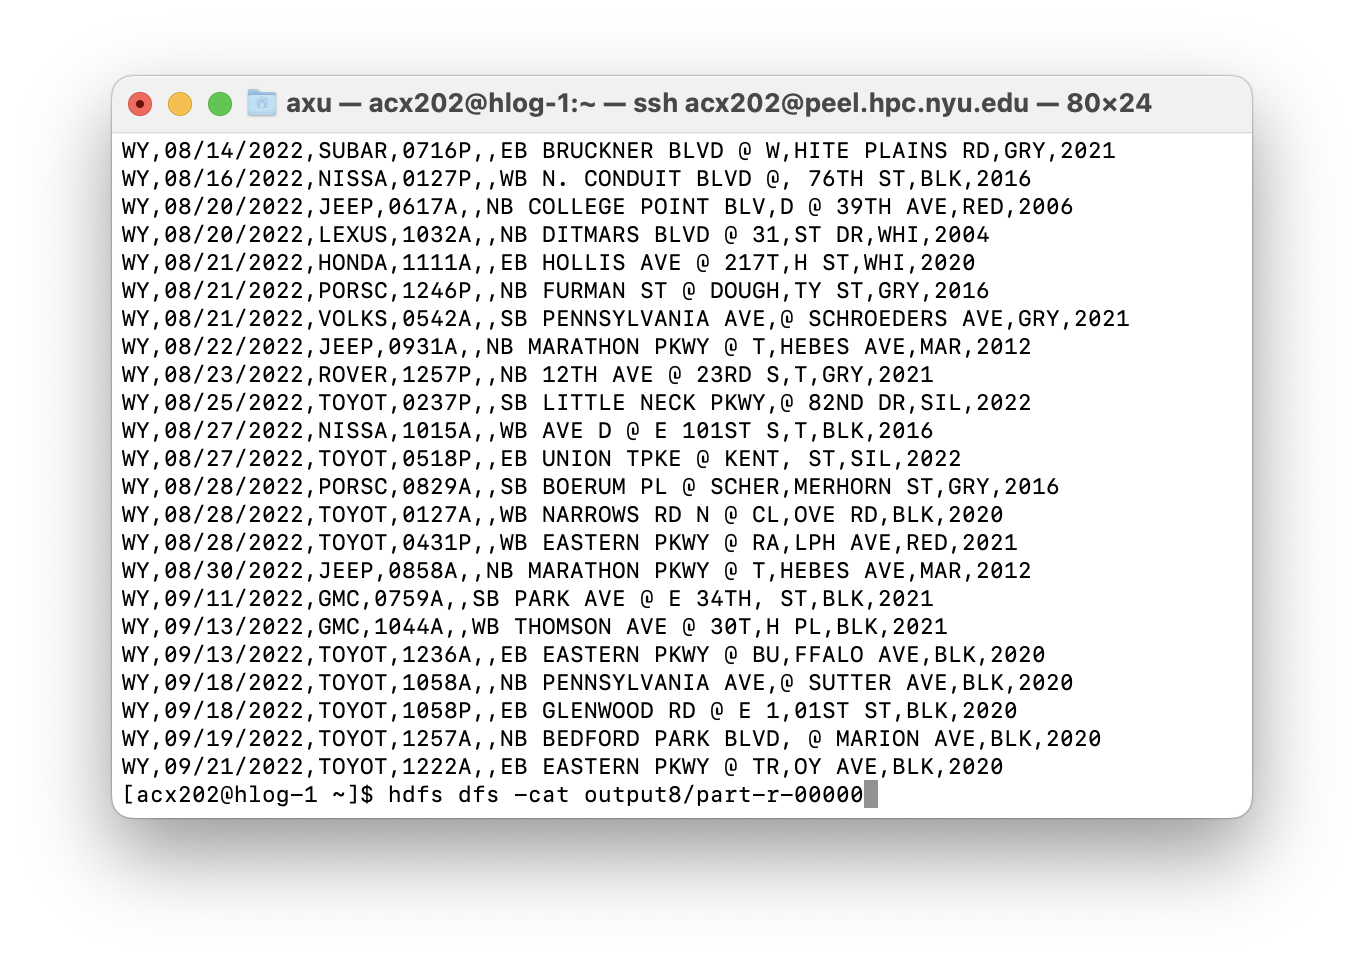 axu — acx202@hlog-1:~ — ssh acx202@peel.hpc.nyu.edu — 80×24
WY,08/14/2022,SUBAR,0716P,,EB BRUCKNER BLVD @ W,HITE PLAINS RD,GRY,2021
WY,08/16/2022,NISSA,0127P,,WB N. CONDUIT BLVD @, 76TH ST,BLK,2016
WY,08/20/2022,JEEP,0617A,,NB COLLEGE POINT BLV,D @ 39TH AVE,RED,2006
WY,08/20/2022,LEXUS,1032A,,NB DITMARS BLVD @ 31,ST DR,WHI,2004
WY,08/21/2022,HONDA,1111A,,EB HOLLIS AVE @ 217T,H ST,WHI,2020
WY,08/21/2022,PORSC,1246P,,NB FURMAN ST @ DOUGH,TY ST,GRY,2016
WY,08/21/2022,VOLKS,0542A,,SB PENNSYLVANIA AVE,@ SCHROEDERS AVE,GRY,2021
WY,08/22/2022,JEEP,0931A,,NB MARATHON PKWY @ T,HEBES AVE,MAR,2012
WY,08/23/2022,ROVER,1257P,,NB 12TH AVE @ 23RD S,T,GRY,2021
WY,08/25/2022,TOYOT,0237P,,SB LITTLE NECK PKWY,@ 82ND DR,SIL,2022
WY,08/27/2022,NISSA,1015A,,WB AVE D @ E 101ST S,T,BLK,2016
WY,08/27/2022,TOYOT,0518P,,EB UNION TPKE @ KENT, ST,SIL,2022
WY,08/28/2022,PORSC,0829A,,SB BOERUM PL @ SCHER,MERHORN ST,GRY,2016
WY,08/28/2022,TOYOT,0127A,,WB NARROWS RD N @ CL,OVE RD,BLK,2020
WY,08/28/2022,TOYOT,0431P,,WB EASTERN PKWY @ RA,LPH AVE,RED,2021
WY,08/30/2022,JEEP,0858A,,NB MARATHON PKWY @ T,HEBES AVE,MAR,2012
WY,09/11/2022,GMC,0759A,,SB PARK AVE @ E 34TH, ST,BLK,2021
WY,09/13/2022,GMC,1044A,,WB THOMSON AVE @ 30T,H PL,BLK,2021
WY,09/13/2022,TOYOT,1236A,,EB EASTERN PKWY @ BU,FFALO AVE,BLK,2020
WY,09/18/2022,TOYOT,1058A,,NB PENNSYLVANIA AVE,@ SUTTER AVE,BLK,2020
WY,09/18/2022,TOYOT,1058P,,EB GLENWOOD RD @ E 1,01ST ST,BLK,2020
WY,09/19/2022,TOYOT,1257A,,NB BEDFORD PARK BLVD, @ MARION AVE,BLK,2020
WY,09/21/2022,TOYOT,1222A,,EB EASTERN PKWY @ TR,OY AVE,BLK,2020
[acx202@hlog-1 ~]$ hdfs dfs -cat output8/part-r-00000